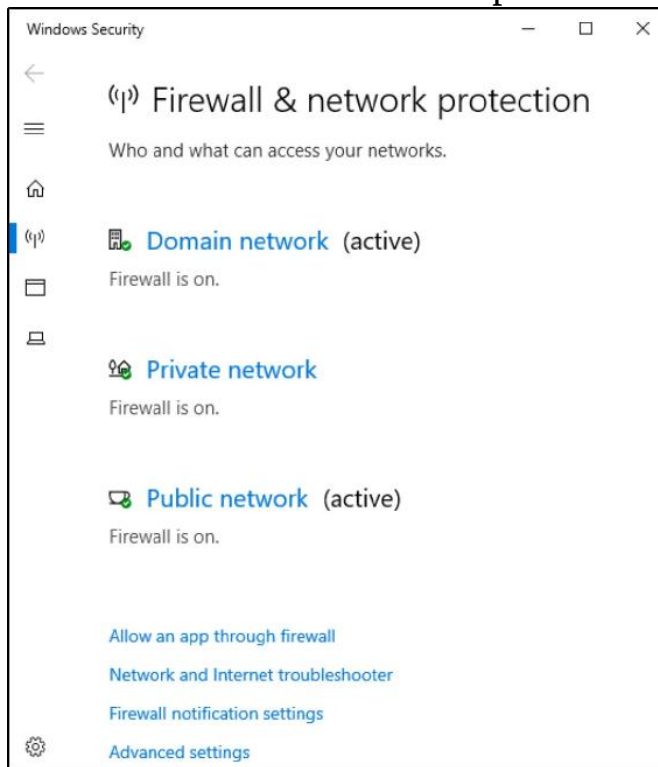 Windows Security
Firewall & network protection
Who and what can access your networks.
Domain network (active)
Firewall is on.
Private network
Firewall is on.
Public network (active)
Firewall is on.
Allow an app through firewall
Network and Internet troubleshooter
Firewall notification settings
Advanced settings